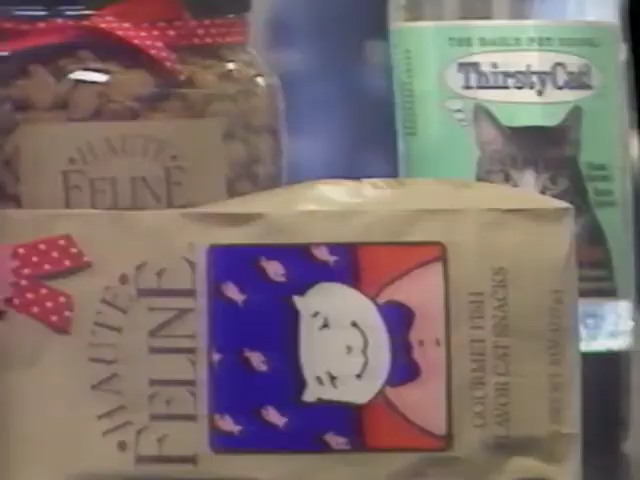 HAUTE
FELINE
THE DAILY PET DRINK
ThirstyCat!
HAUTE
FELINE
GOURMET FISH
FLAVOR CAT SNACKS